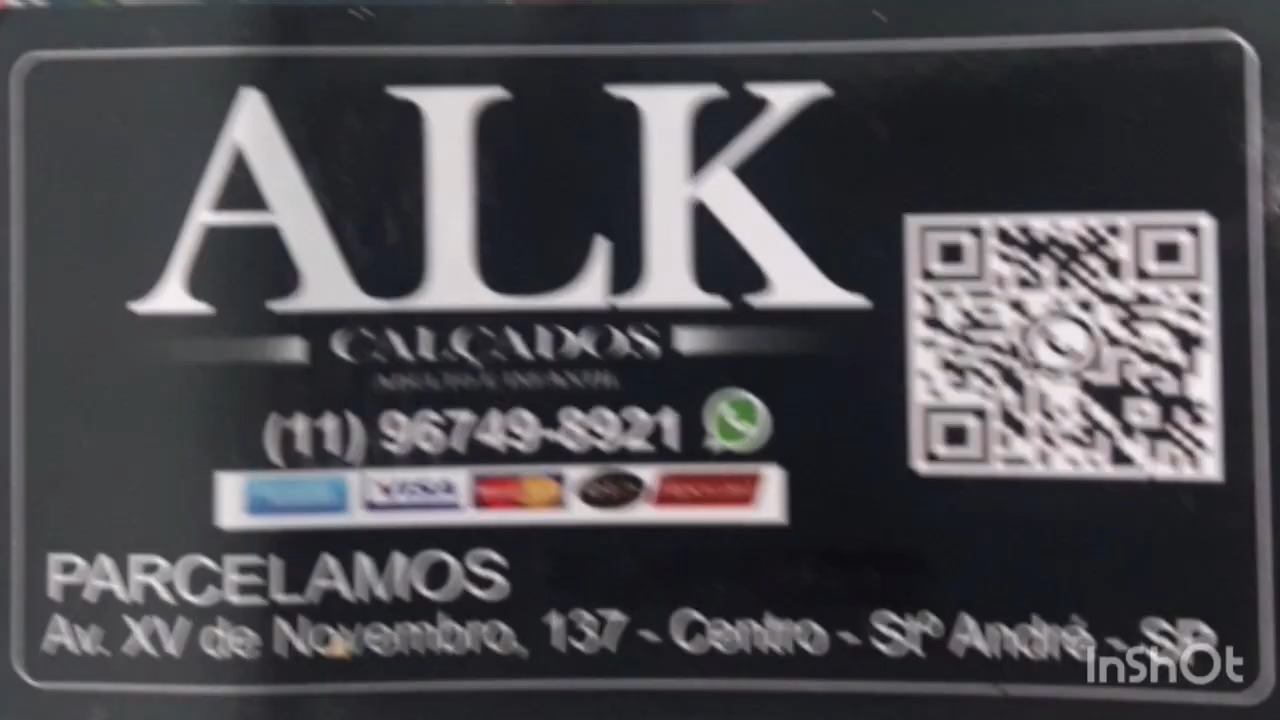 ALK
CALÇADOS
(11) 96749-8921
VISA
PARCELAMOS
Av. XV de Novembro, 137 - Centro - Stº André - SP
InShOt